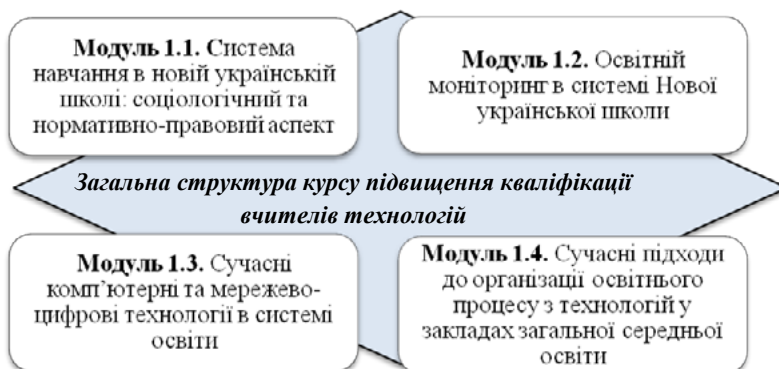 Модуль 1.1. Система
навчання в новій українській
школі: соціологічний та
нормативно-правовий аспект
Модуль 1.2. Освітній
моніторинг в системі Нової
української школи
Загальна структура курсу підвищення кваліфікації
вчителів технологій
Модуль 1.3. Сучасні
комп'ютерні та мережево-
цифрові технології в системі
освіти
Модуль 1.4. Сучасні підходи
до організації освітнього
процесу з технологій у
закладах загальної середньої
освіти